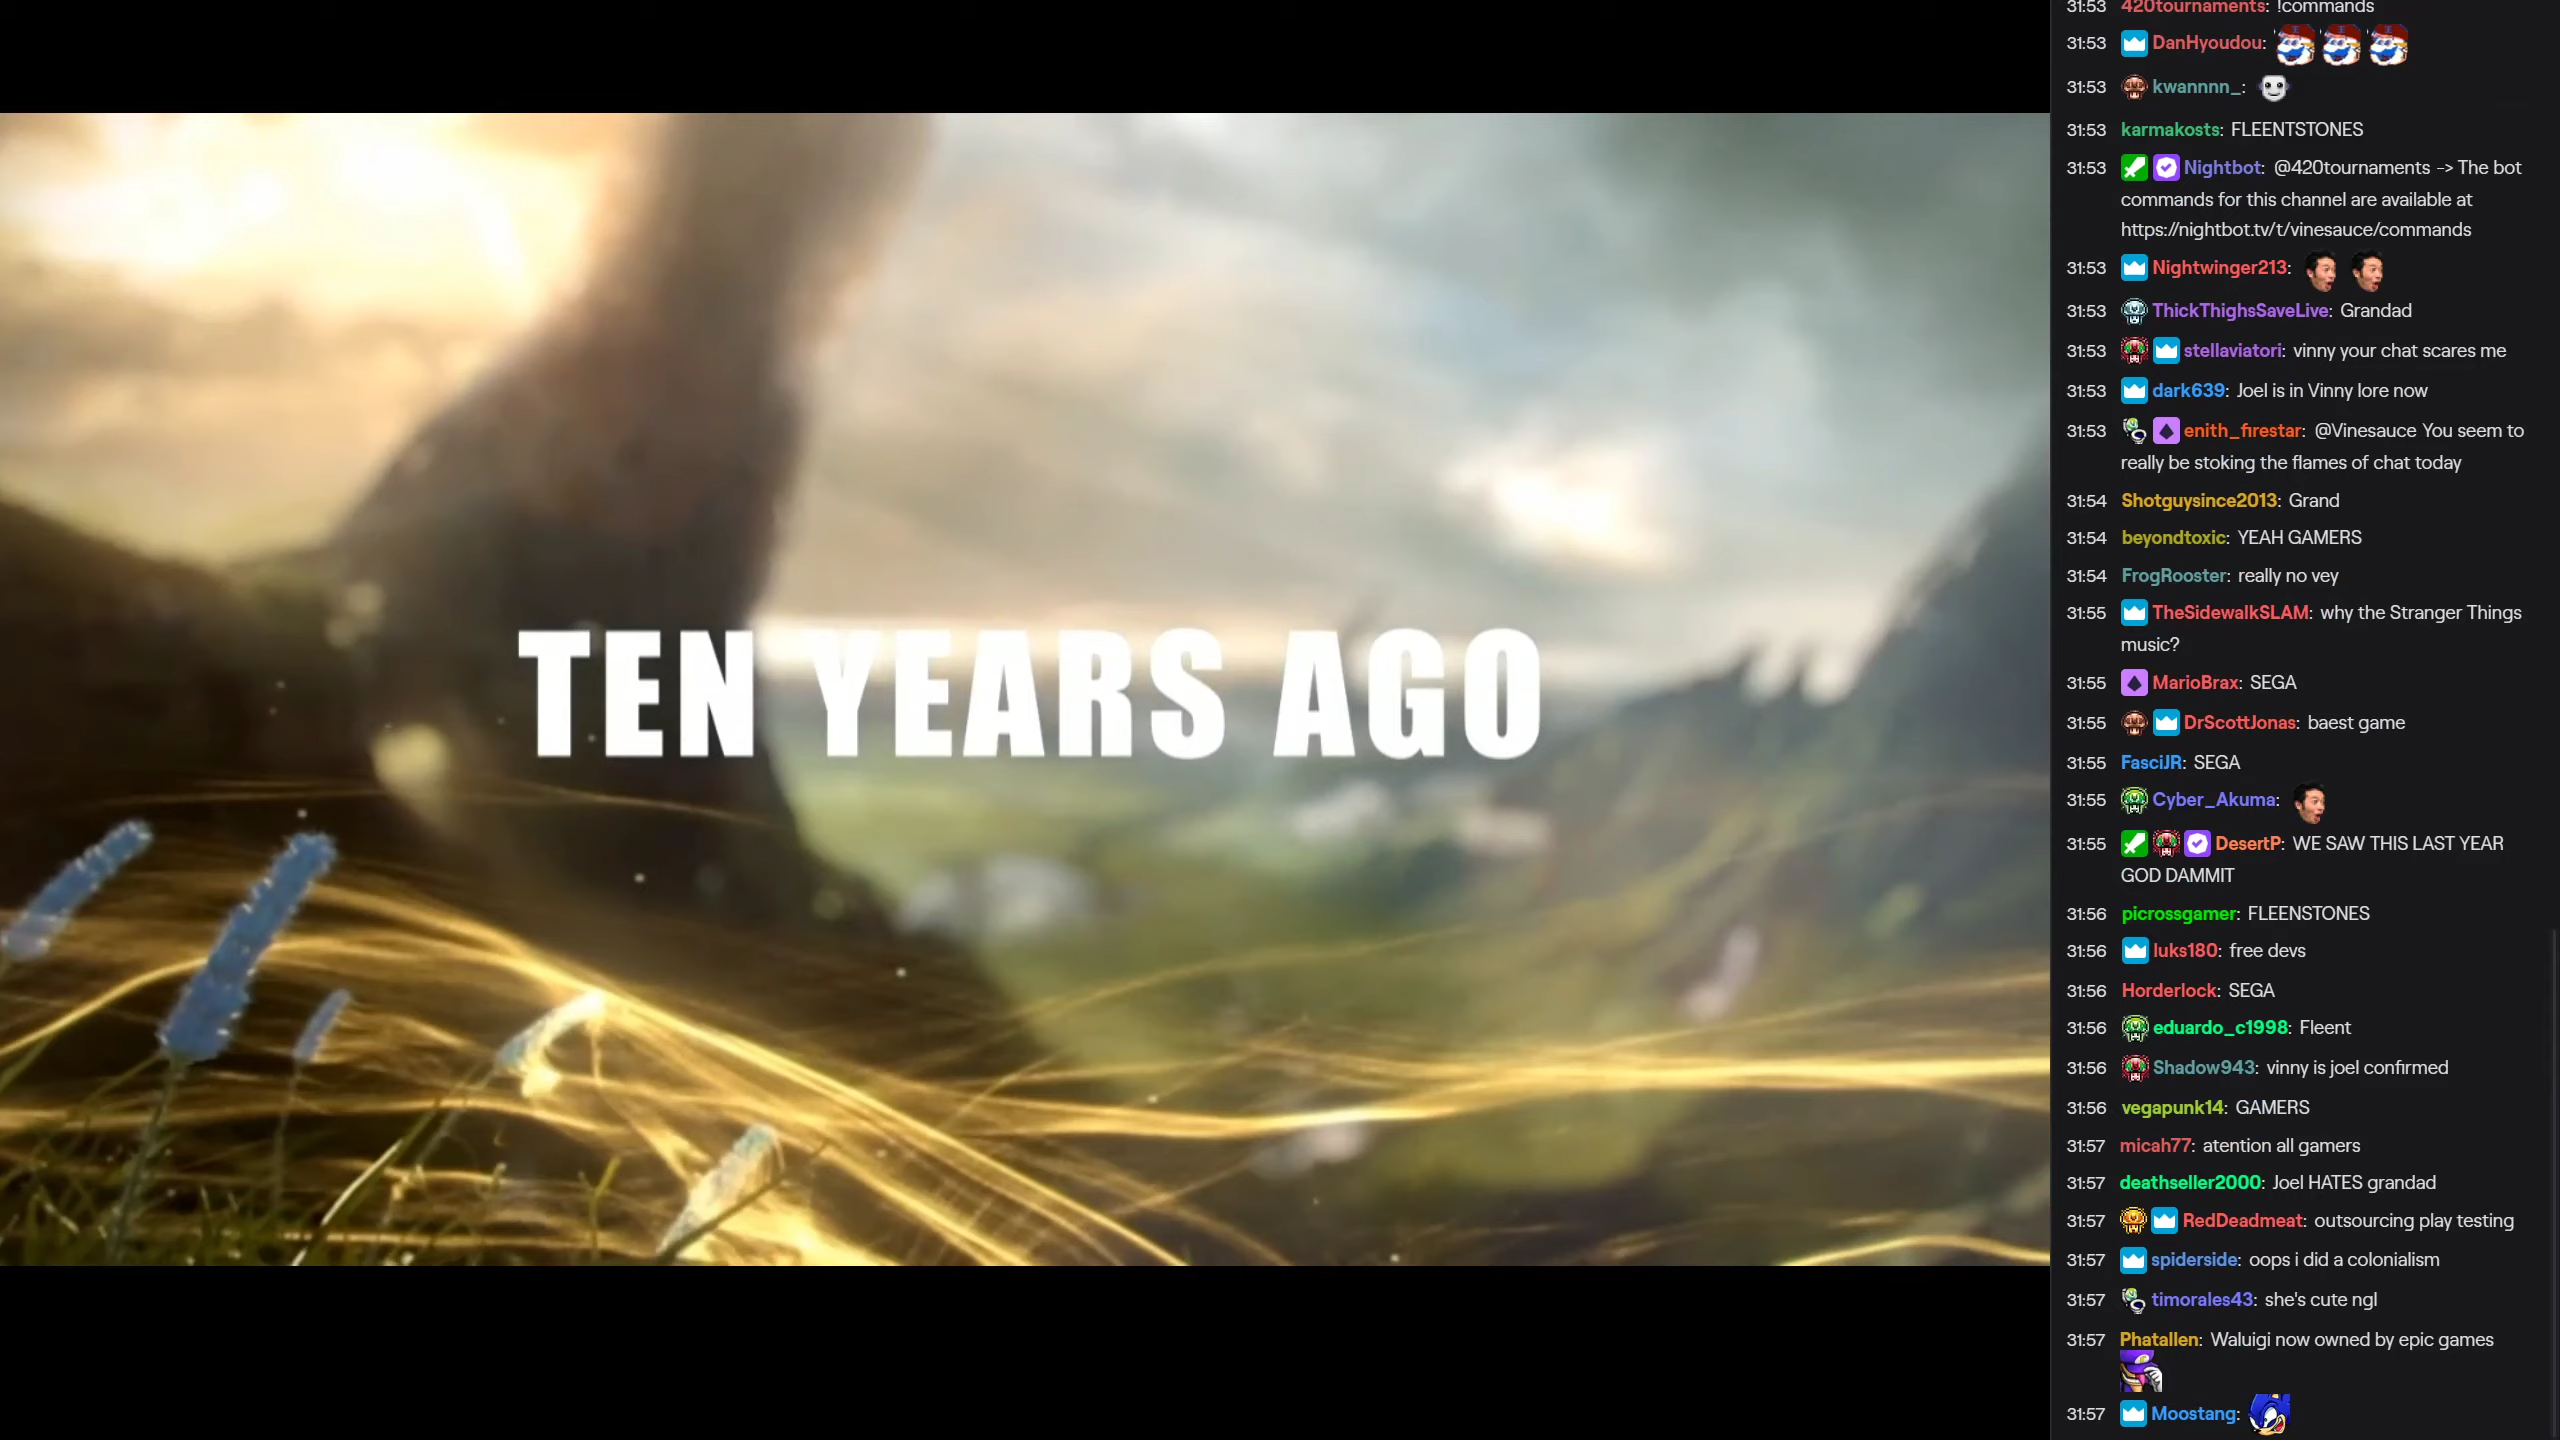 TEN YEARS AGO
31:53 420tournaments: !commands
31:53 DanHyoudou:
31:53 kwannnn_:
31:53 karmakosts: FLEENTSTONES
31:53 Nightbot: @420tournaments -> The bot
commands for this channel are available at
https://nightbot.tv/t/vinesauce/commands
31:53 Nightwinger213:
31:53 ThickThighsSaveLive: Grandad
31:53 stellaviatori: vinny your chat scares me
31:53 dark639: Joel is in Vinny lore now
31:53 enith_firestar: @Vinesauce You seem to
really be stoking the flames of chat today
31:54 Shotguysince2013: Grand
31:54 beyondtoxic: YEAH GAMERS
31:54 FrogRooster: really no vey
31:55 TheSidewalkSLAM: why the Stranger Things
music?
31:55 MarioBrax: SEGA
31:55 DrScottJonas: baest game
31:55 FasciJR: SEGA
31:55 Cyber_Akuma:
31:55 DesertP: WE SAW THIS LAST YEAR
GOD DAMMIT
31:56 picrossgamer: FLEENSTONES
31:56 luks180: free devs
31:56 Horderlock: SEGA
31:56 eduardo_c1998: Fleent
31:56 Shadow943: vinny is joel confirmed
31:56 vegapunk14: GAMERS
31:57 micah77: atention all gamers
31:57 deathseller2000: Joel HATES grandad
31:57 RedDeadmeat: outsourcing play testing
31:57 spiderside: oops i did a colonialism
31:57 timorales43: she's cute ngl
31:57 Phatallen: Waluigi now owned by epic games
31:57 Moostang: